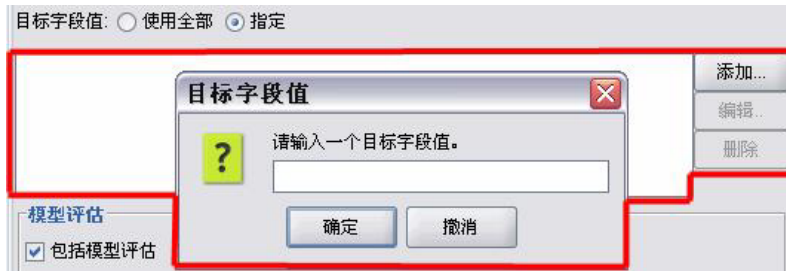 目标字段值: 使用全部 指定
添加...
目标字段值
编辑..
请输入一个目标字段值。
删除
模型评估
确定 撤消
包括模型评估